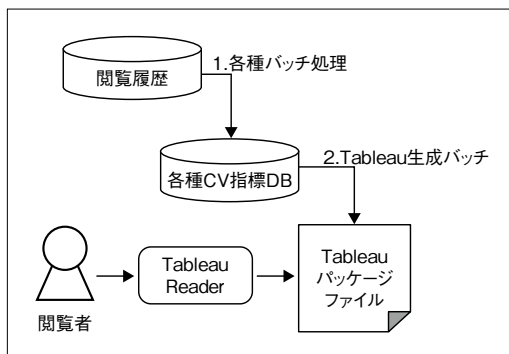 閲覧履歴
1.各種バッチ処理
各種CV指標DB
2.Tableau生成バッチ
Tableau
Reader
Tableau
パッケージ
ファイル
閲覧者